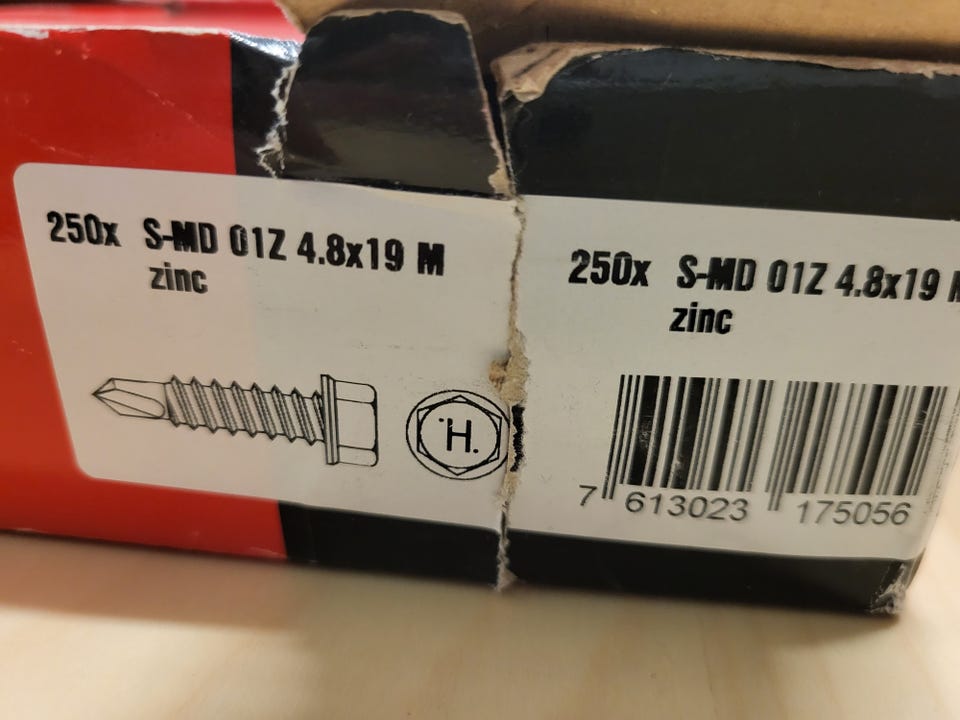 250x S-MD 01Z 4.8x19 M
zinc
.H.
250x S-MD 01Z 4.8x19 M
zinc
7 613023 175056